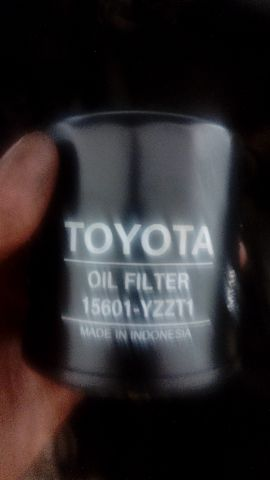 TOYOTA
OIL FILTER
15601-YZZT1
MADE IN INDONESIA